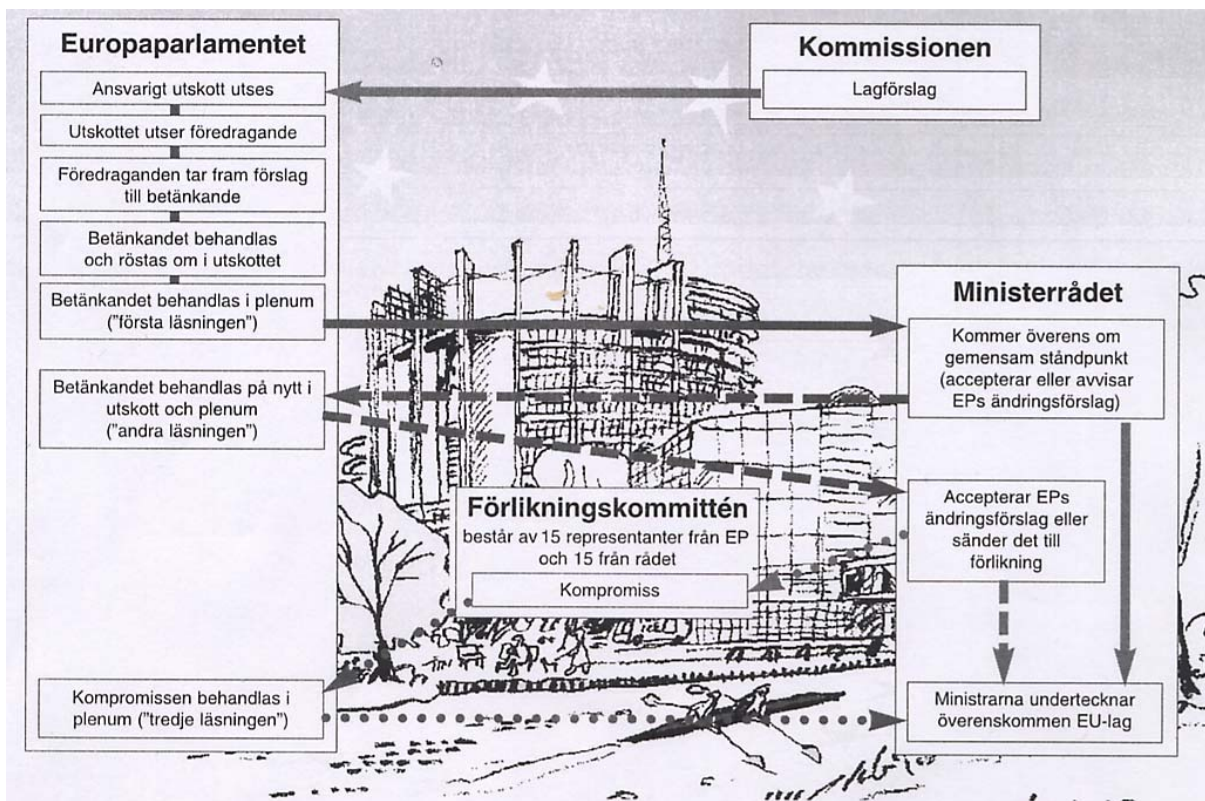 Europaparlamentet
Ansvarigt utskott utses
Utskottet utser föredragande
Föredraganden tar fram förslag
till betänkande
Betänkandet behandlas
och röstas om i utskottet
Betänkandet behandlas i plenum
("första läsningen")
Betänkandet behandlas på nytt i
utskott och plenum
("andra läsningen")
Kompromissen behandlas i
plenum ("tredje läsningen")
Kommissionen
Lagförslag
Förlikningskommittén
består av 15 representanter från EP
och 15 från rådet
Kompromiss
Ministerrådet
Kommer överens om
gemensam ståndpunkt
(accepterar eller avvisar
EPs ändringsförslag)
Accepterar EPs
ändringsförslag eller
sänder det till
förlikning
Ministrarna undertecknar
överenskommen EU-lag